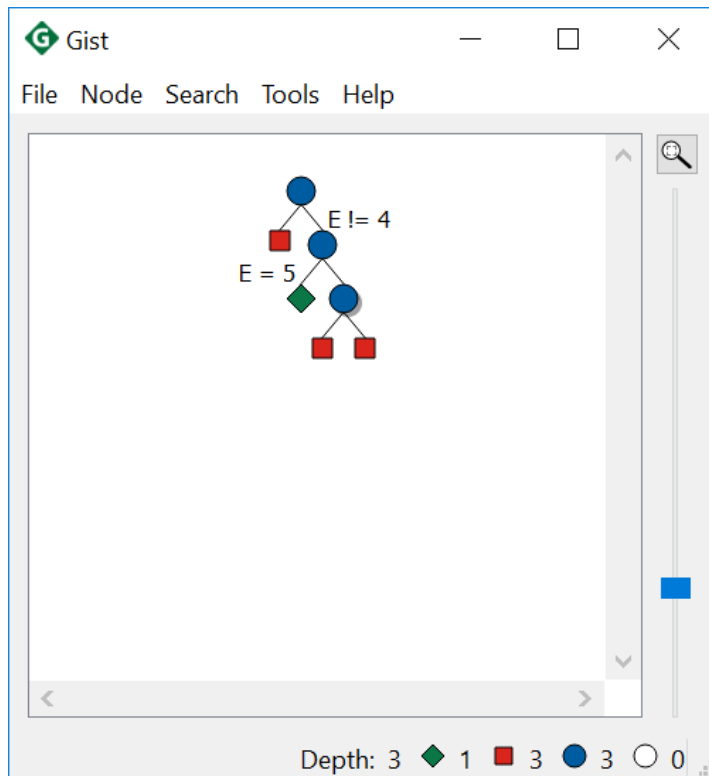 Gist
File Node Search Tools Help
E != 4
E = 5
Depth: 3 1 3 3 0